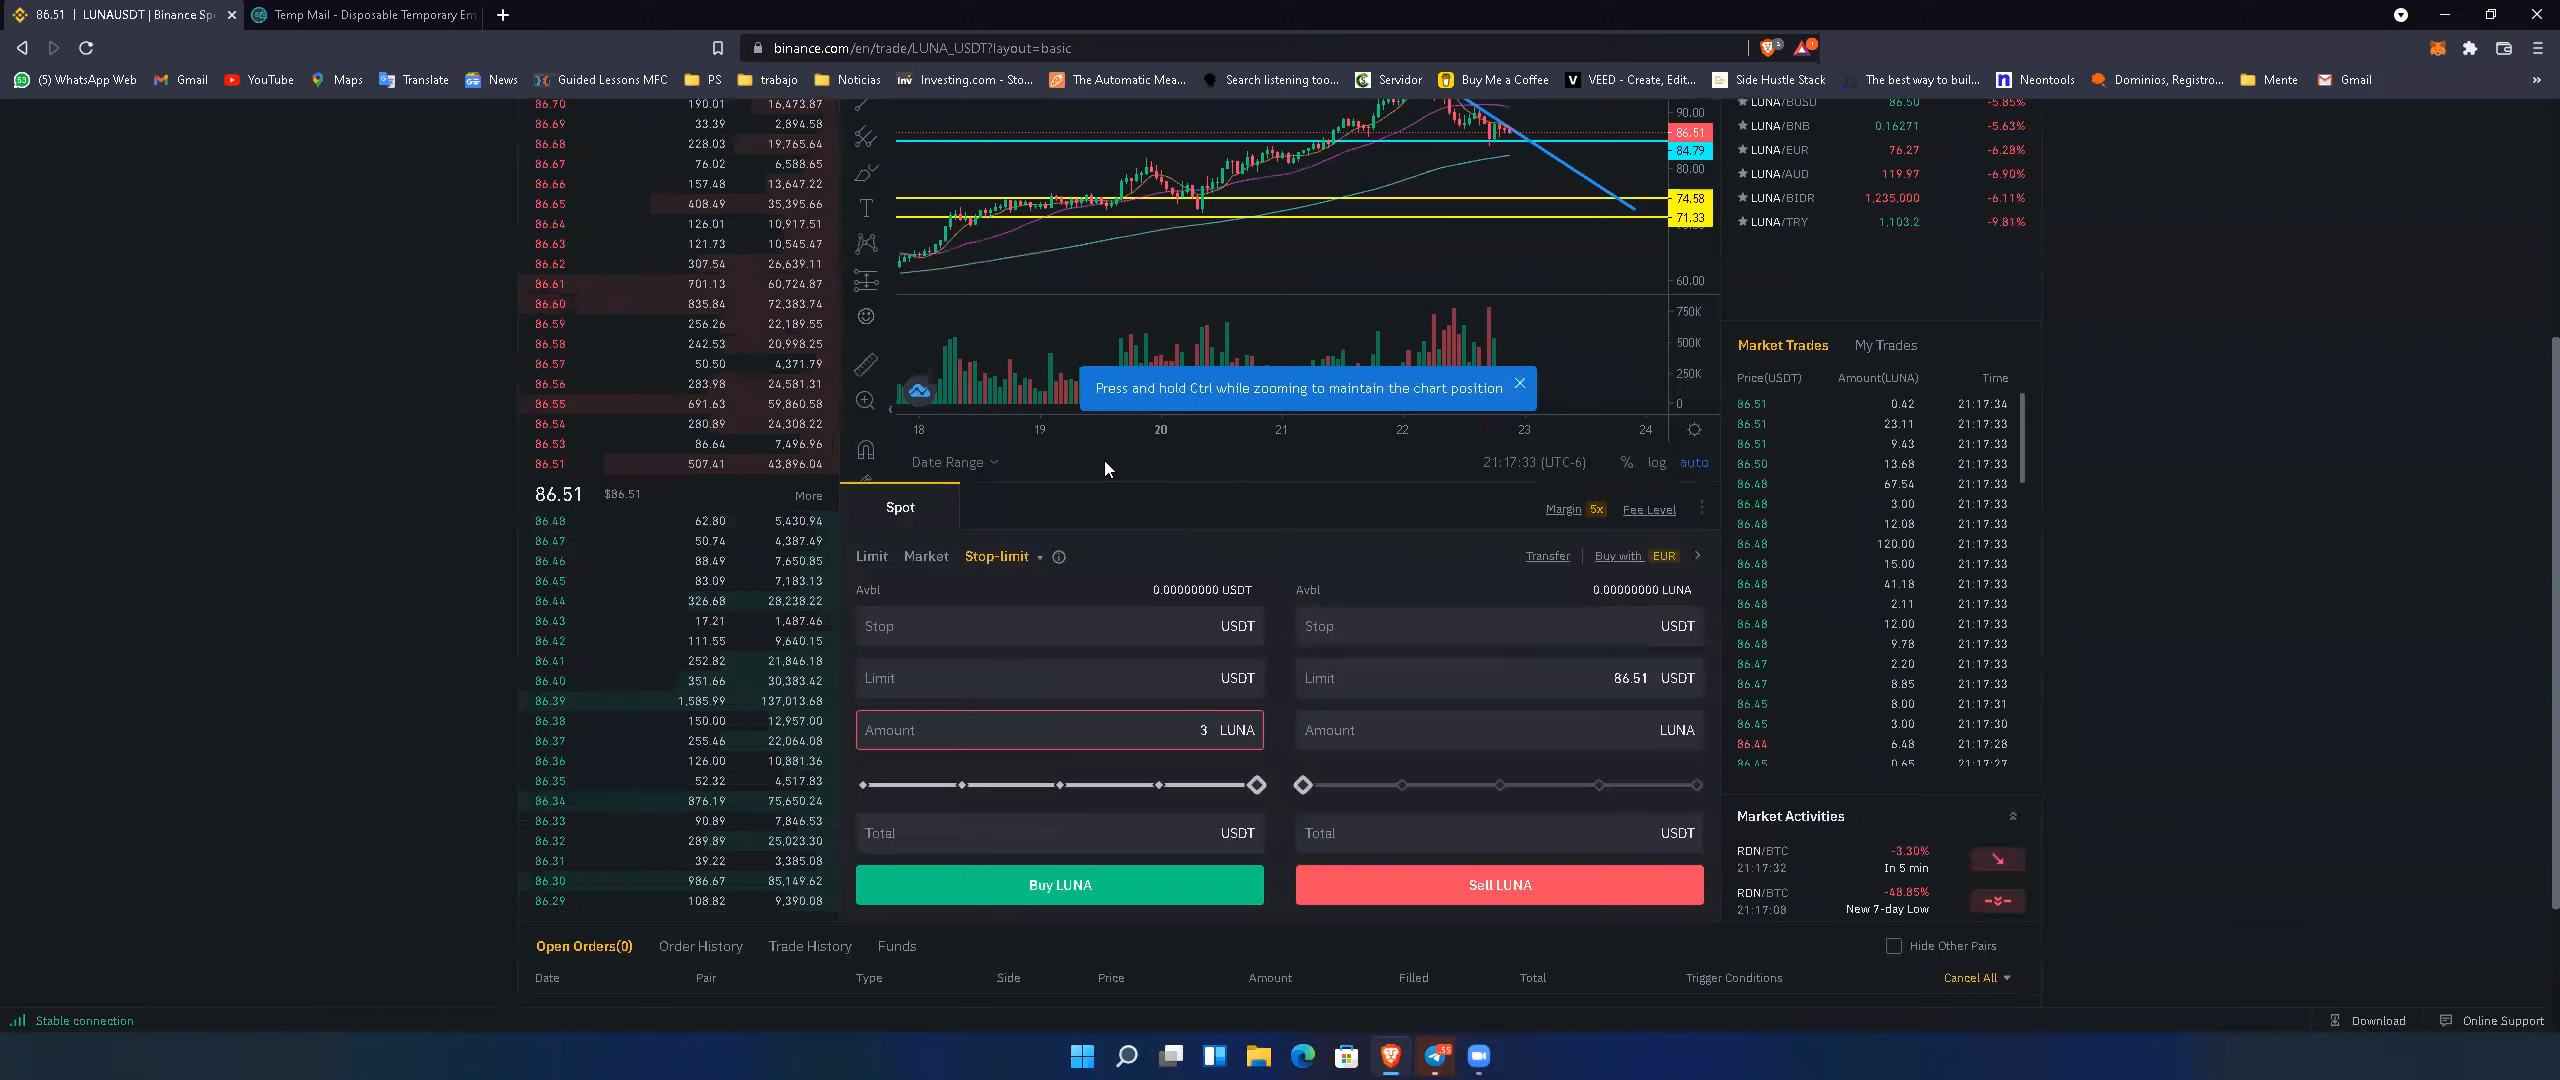 86.51 | LUNAUSDT | Binance Sp
Temp Mail - Disposable Temporary Em
binance.com/en/trade/LUNA_USDT?layout=basic
(5) WhatsApp Web Gmail YouTube Maps Translate News Guided Lessons MFC PS trabajo Noticias Investing.com - Sto... The Automatic Mea... Search listening too... Servidor Buy Me a Coffee VEED - Create, Edit... Side Hustle Stack The best way to buil... Neontools Dominios, Registro... Mente Gmail
86.70 190.01 16,473.87
86.69 33.39 2,894.58
86.68 228.03 19,765.64
86.67 76.02 6,588.65
86.66 157.48 13,647.22
86.65 408.49 35,395.66
86.64 126.01 10,917.51
86.63 121.73 10,545.47
86.62 307.54 26,639.11
86.61 701.13 60,724.87
86.60 835.84 72,383.74
86.59 256.26 22,189.55
86.58 242.53 20,998.25
86.57 50.50 4,371.79
86.56 283.98 24,581.31
86.55 691.63 59,860.58
86.54 280.89 24,308.22
86.53 86.64 7,496.96
86.51 507.41 43,896.04
86.51 $86.51 More
86.48 62.80 5,430.94
86.47 50.74 4,387.49
86.46 88.49 7,650.85
86.45 83.09 7,183.13
86.44 326.68 28,238.22
86.43 17.21 1,487.46
86.42 111.55 9,640.15
86.41 252.82 21,846.18
86.40 351.66 30,383.42
86.39 1,585.99 137,013.68
86.38 150.00 12,957.00
86.37 255.46 22,064.08
86.36 126.00 10,881.36
86.35 52.32 4,517.83
86.34 876.19 75,650.24
86.33 90.89 7,846.53
86.32 289.89 25,023.30
86.31 39.22 3,385.08
86.30 986.67 85,149.62
86.29 108.82 9,390.08
90.00
86.51
84.79
80.00
74.58
71.33
60.00
750K
500K
250K
0
Press and hold Ctrl while zooming to maintain the chart position
18 19 20 21 22 23 24
Date Range 21:17:33 (UTC-6) % log auto
Spot Margin 5x Fee Level
Limit Market Stop-limit Transfer Buy with EUR
Avbl 0.00000000 USDT Avbl 0.00000000 LUNA
Stop USDT Stop USDT
Limit USDT Limit 86.51 USDT
Amount 3 LUNA Amount LUNA
Total USDT Total USDT
Buy LUNA Sell LUNA
LUNA/BUSD 86.50 -5.85%
LUNA/BNB 0.16271 -5.63%
LUNA/EUR 76.27 -6.28%
LUNA/AUD 119.97 -6.90%
LUNA/BIDR 1,235,000 -6.11%
LUNA/TRY 1,103.2 -9.81%
Market Trades My Trades
Price(USDT) Amount(LUNA) Time
86.51 0.42 21:17:34
86.51 23.11 21:17:33
86.51 9.43 21:17:33
86.50 13.68 21:17:33
86.48 67.54 21:17:33
86.48 3.00 21:17:33
86.48 12.08 21:17:33
86.48 120.00 21:17:33
86.48 15.00 21:17:33
86.48 41.18 21:17:33
86.48 2.11 21:17:33
86.48 12.00 21:17:33
86.48 9.78 21:17:33
86.47 2.20 21:17:33
86.47 8.85 21:17:33
86.45 8.00 21:17:31
86.45 3.00 21:17:30
86.44 6.48 21:17:28
86.45 0.65 21:17:27
Market Activities
RDN/BTC -3.30%
21:17:32 In 5 min
RDN/BTC -48.85%
21:17:08 New 7-day Low
Open Orders(0) Order History Trade History Funds Hide Other Pairs
Date Pair Type Side Price Amount Filled Total Trigger Conditions Cancel All
Stable connection Download Online Support
55